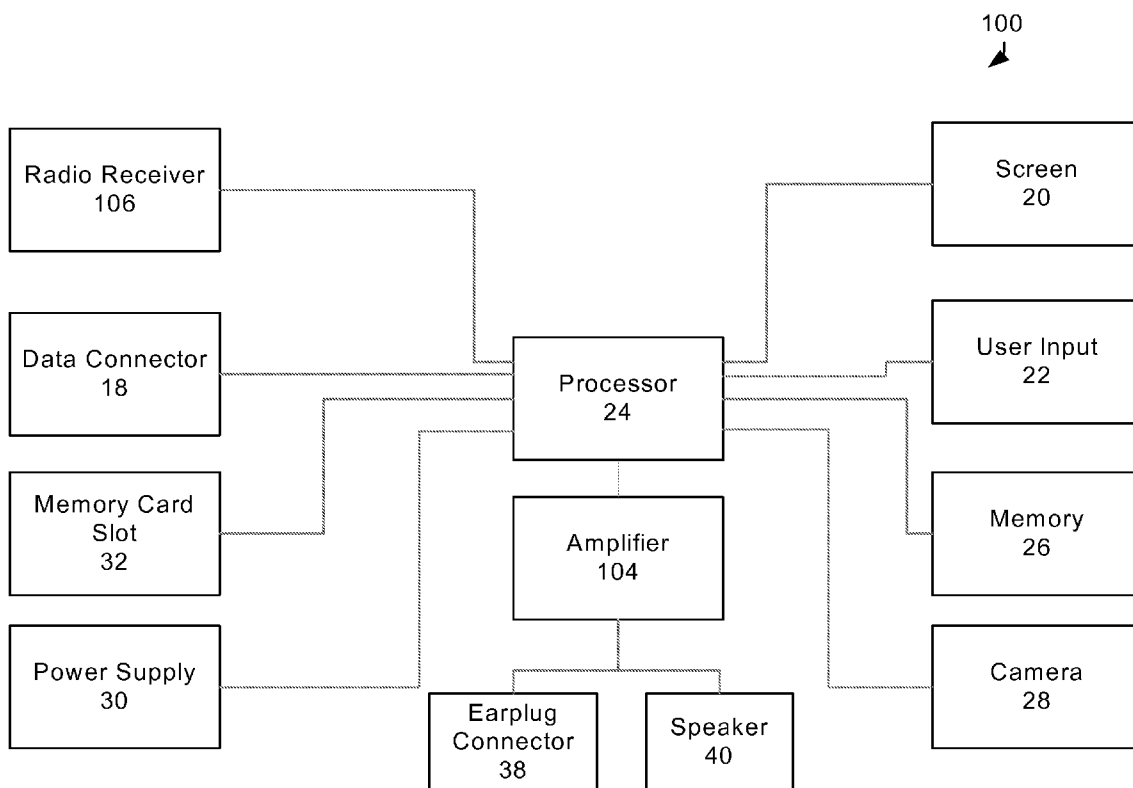 100
Radio Receiver
106
Screen
20
Data Connector
18
Processor
24
User Input
22
Memory Card
Slot
32
Amplifier
104
Memory
26
Power Supply
30
Earplug
Connector
38
Speaker
40
Camera
28